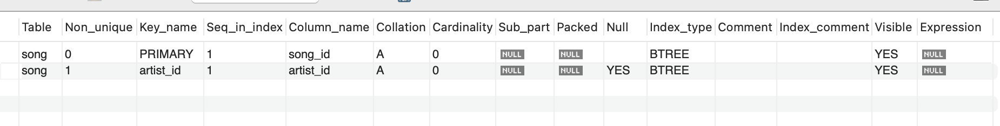 Table Non_unique Key_name Seq_in_index Column_name Collation Cardinality Sub_part Packed Null Index_type Comment Index_comment Visible Expression
song 0 PRIMARY 1 song_id A 0 NULL NULL BTREE YES NULL
song 1 artist_id 1 artist_id A 0 NULL NULL YES BTREE YES NULL